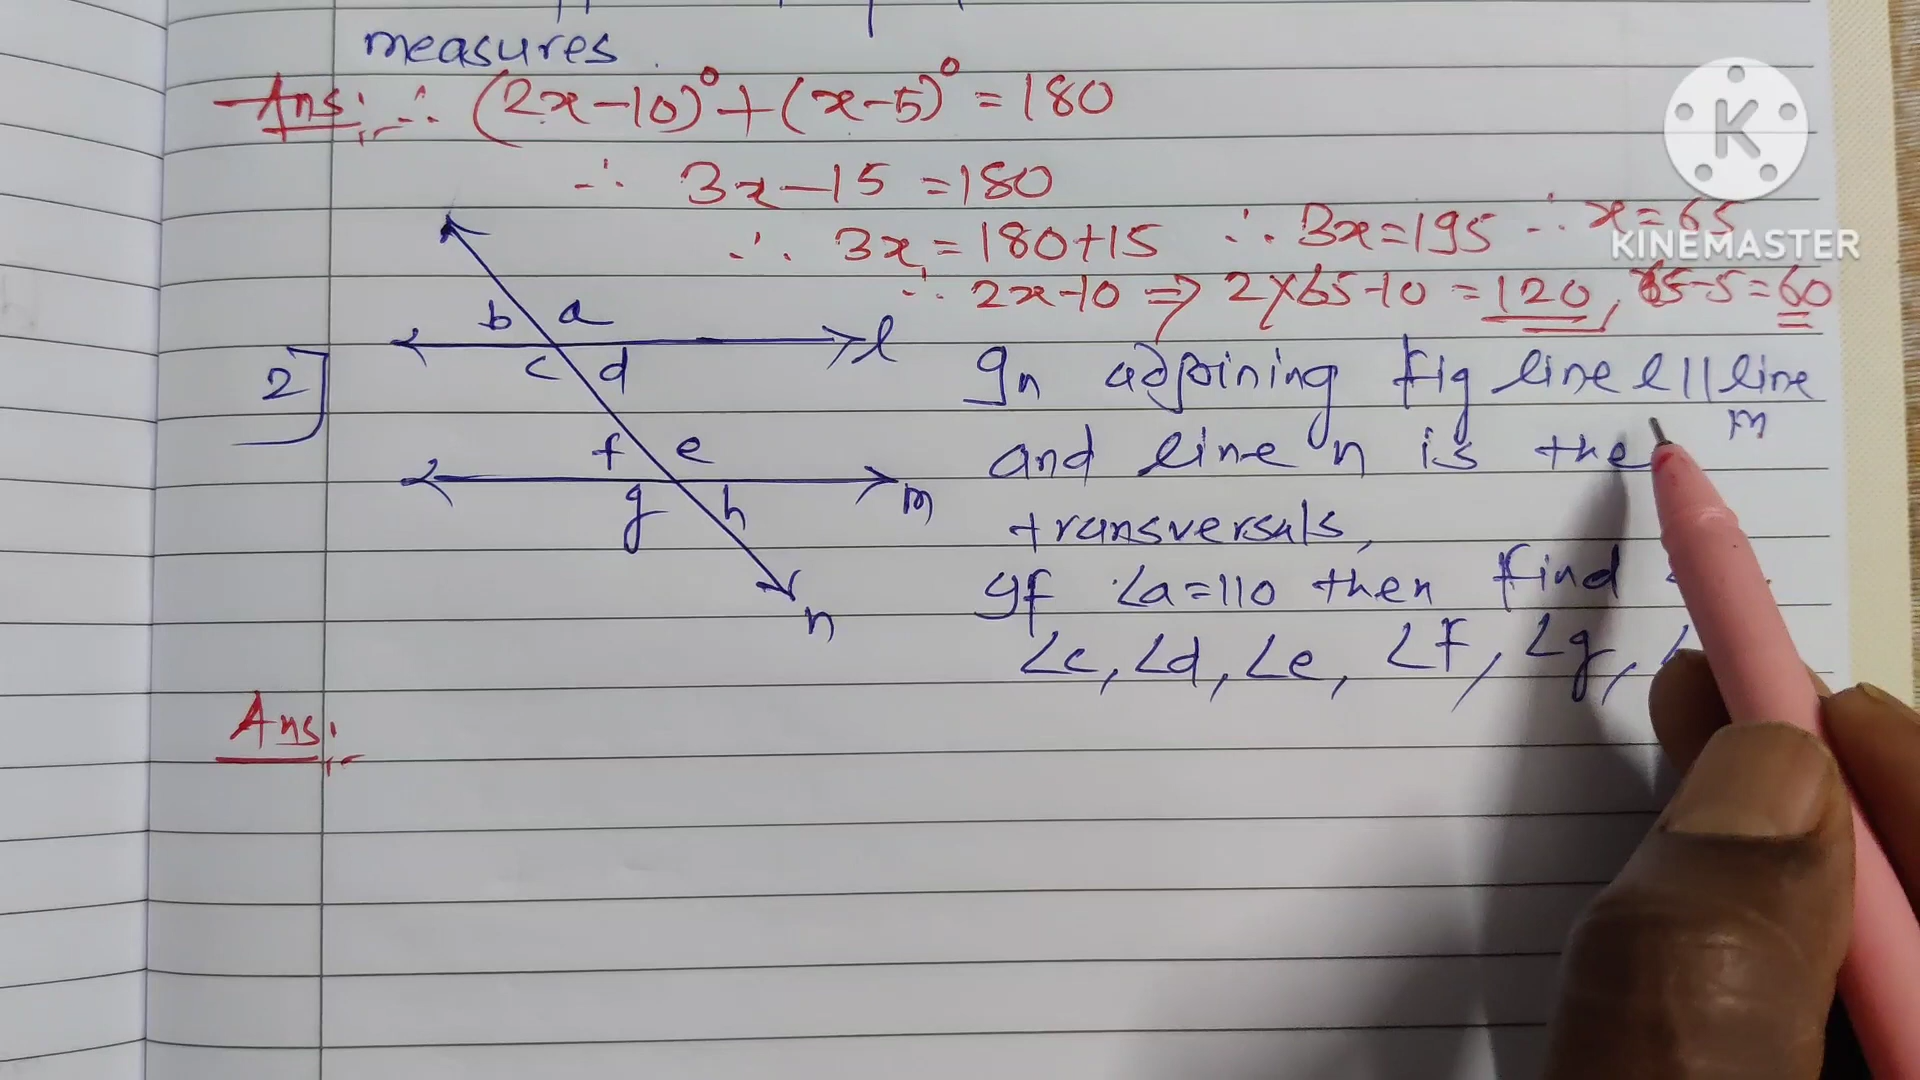 measures.
Ans: ∴ (2x-10)° + (x-5)° = 180
∴ 3x-15 = 180
∴ 3x = 180+15 ∴ 3x=195 ∴ x=65
∴ 2x-10 ⇒ 2×65-10 = 120, 65-5=60
K
KINEMASTER
b a
c d
l
f e
g h
m
n
2]
In adjoining fig line l || line m
and line n is the
transversals,
If ∠a=110 then find
∠c, ∠d, ∠e, ∠f, ∠g,
Ans: